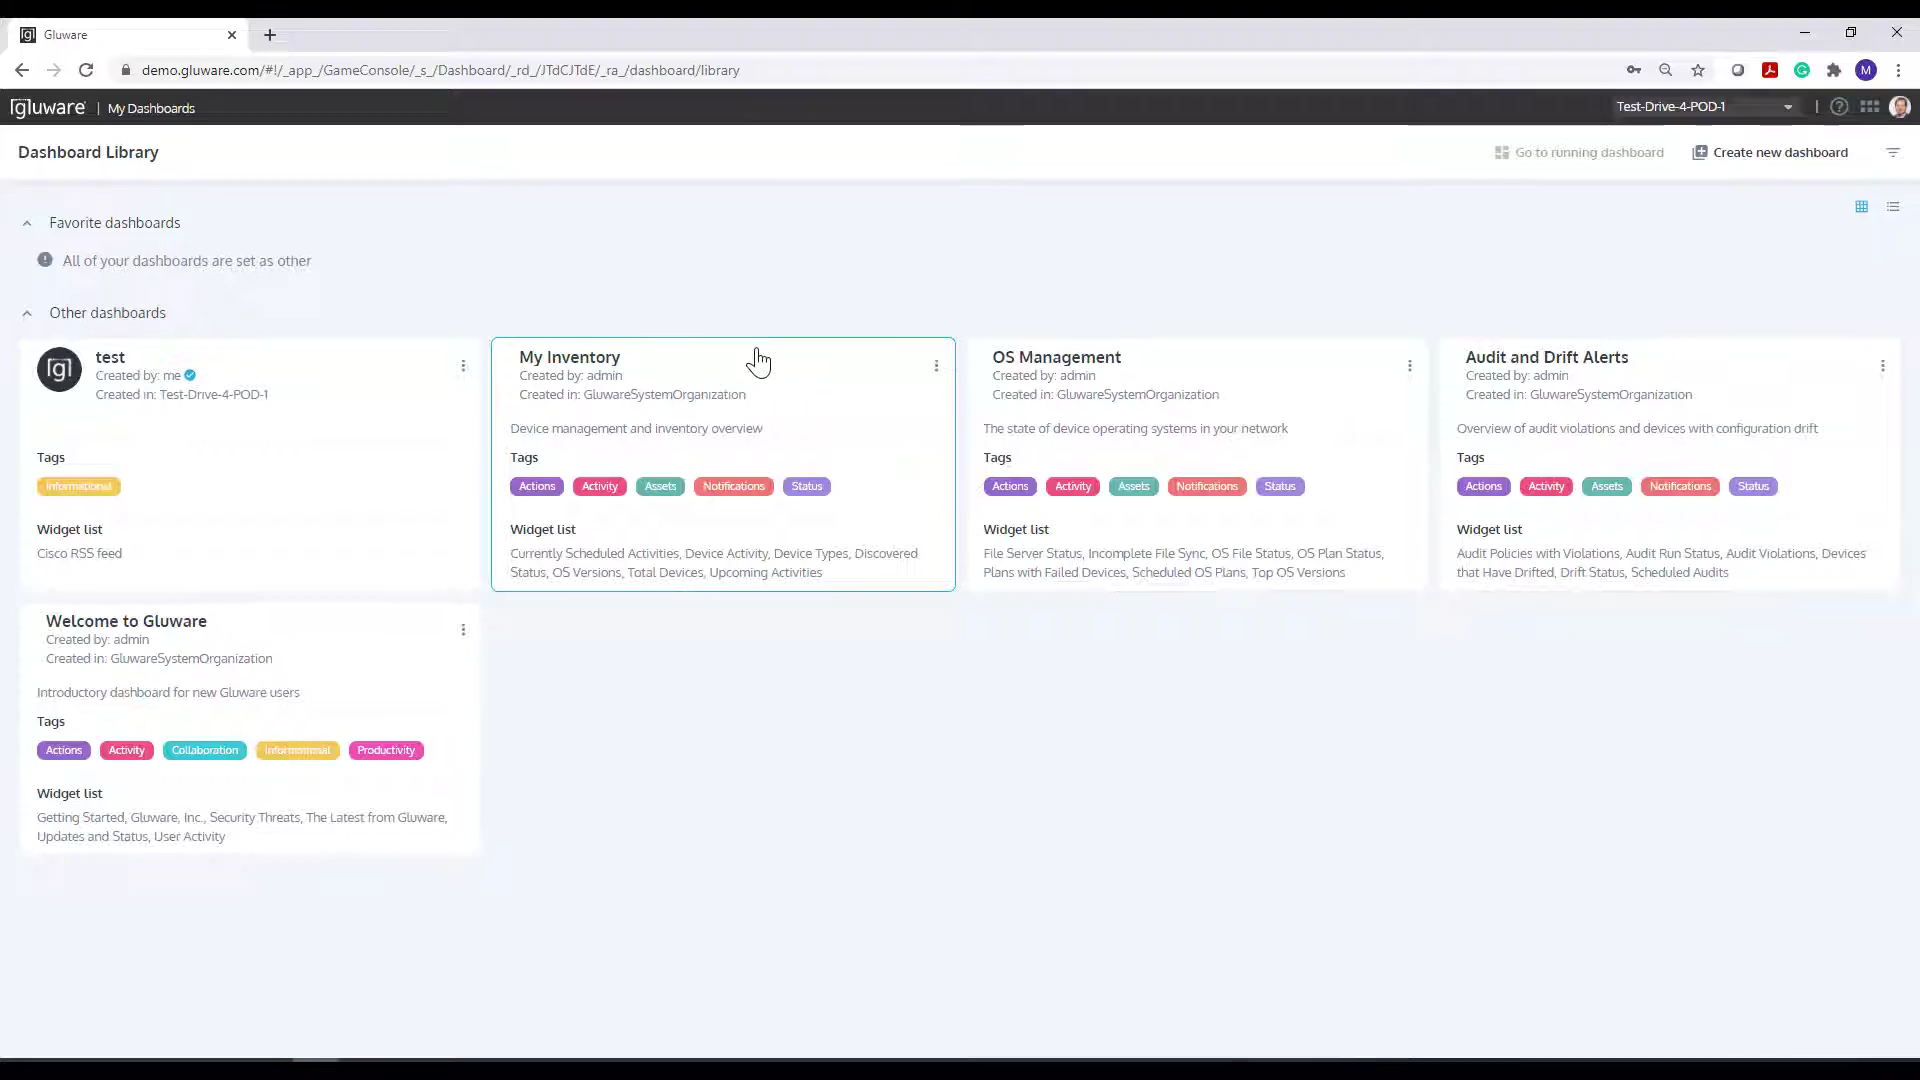 Gluware
demo.gluware.com/#!/_app_/GameConsole/_s_/Dashboard/_rd_/JTdCJTdE/_ra_/dashboard/library
M
[gluware] | My Dashboards
Test-Drive-4-POD-1
Dashboard Library
Go to running dashboard
Create new dashboard
Favorite dashboards
All of your dashboards are set as other
Other dashboards
[gl]
test
Created by: me
Created in: Test-Drive-4-POD-1
Tags
Informational
Widget list
Cisco RSS feed
My Inventory
Created by: admin
Created in: GluwareSystemOrganization
Device management and inventory overview
Tags
Actions Activity Assets Notifications Status
Widget list
Currently Scheduled Activities, Device Activity, Device Types, Discovered
Status, OS Versions, Total Devices, Upcoming Activities
OS Management
Created by: admin
Created in: GluwareSystemOrganization
The state of device operating systems in your network
Tags
Actions Activity Assets Notifications Status
Widget list
File Server Status, Incomplete File Sync, OS File Status, OS Plan Status,
Plans with Failed Devices, Scheduled OS Plans, Top OS Versions
Audit and Drift Alerts
Created by: admin
Created in: GluwareSystemOrganization
Overview of audit violations and devices with configuration drift
Tags
Actions Activity Assets Notifications Status
Widget list
Audit Policies with Violations, Audit Run Status, Audit Violations, Devices
that Have Drifted, Drift Status, Scheduled Audits
Welcome to Gluware
Created by: admin
Created in: GluwareSystemOrganization
Introductory dashboard for new Gluware users
Tags
Actions Activity Collaboration Informational Productivity
Widget list
Getting Started, Gluware, Inc., Security Threats, The Latest from Gluware,
Updates and Status, User Activity